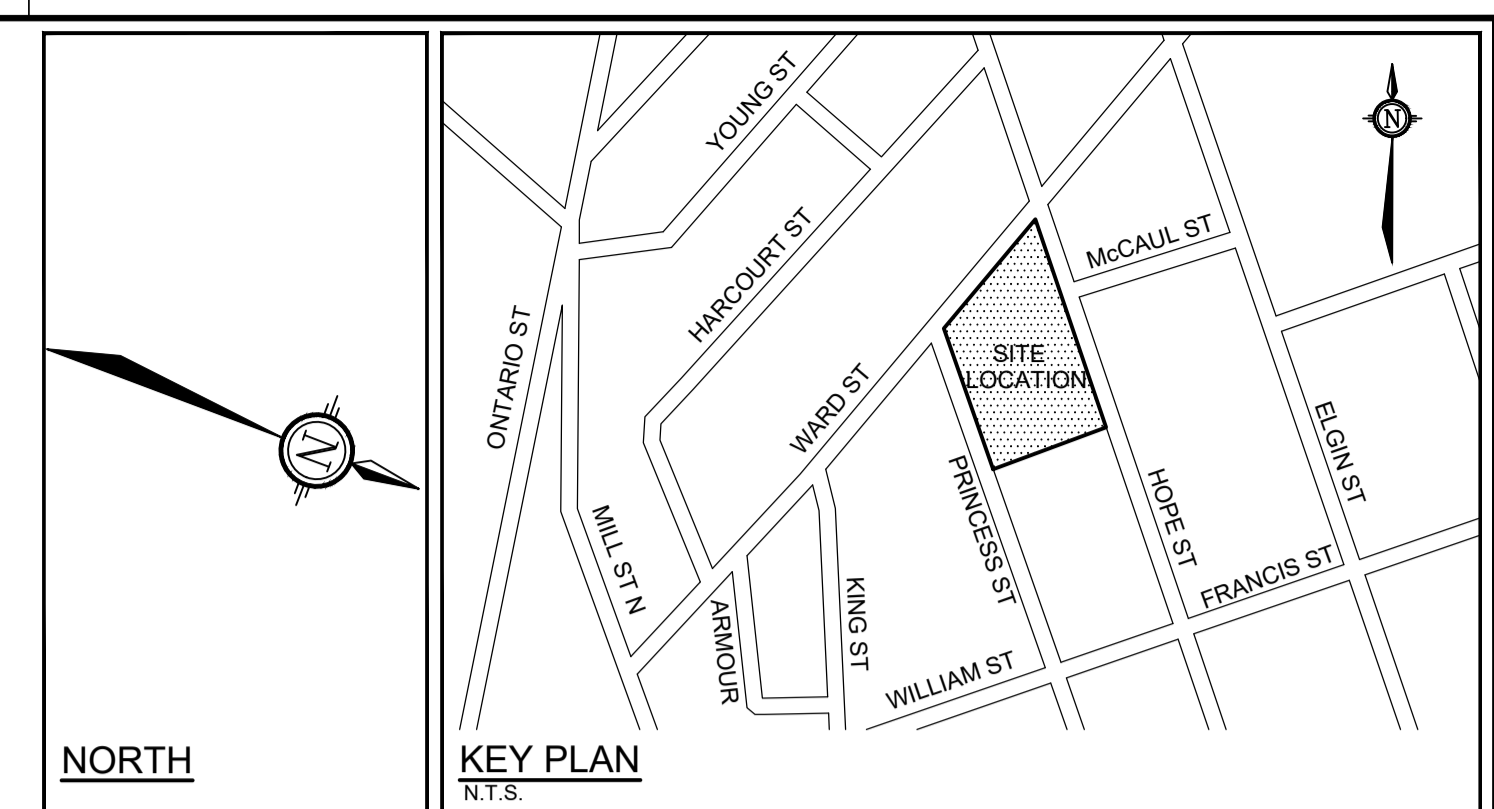 N
NORTH
YOUNG ST
N
HARCOURT ST
McCAUL ST
ONTARIO ST
SITE
LOCATION
WARD ST
ELGIN ST
PRINCESS ST
HOPE ST
MILL ST N
FRANCIS ST
ARMOUR
KING ST
WILLIAM ST
KEY PLAN
N.T.S.